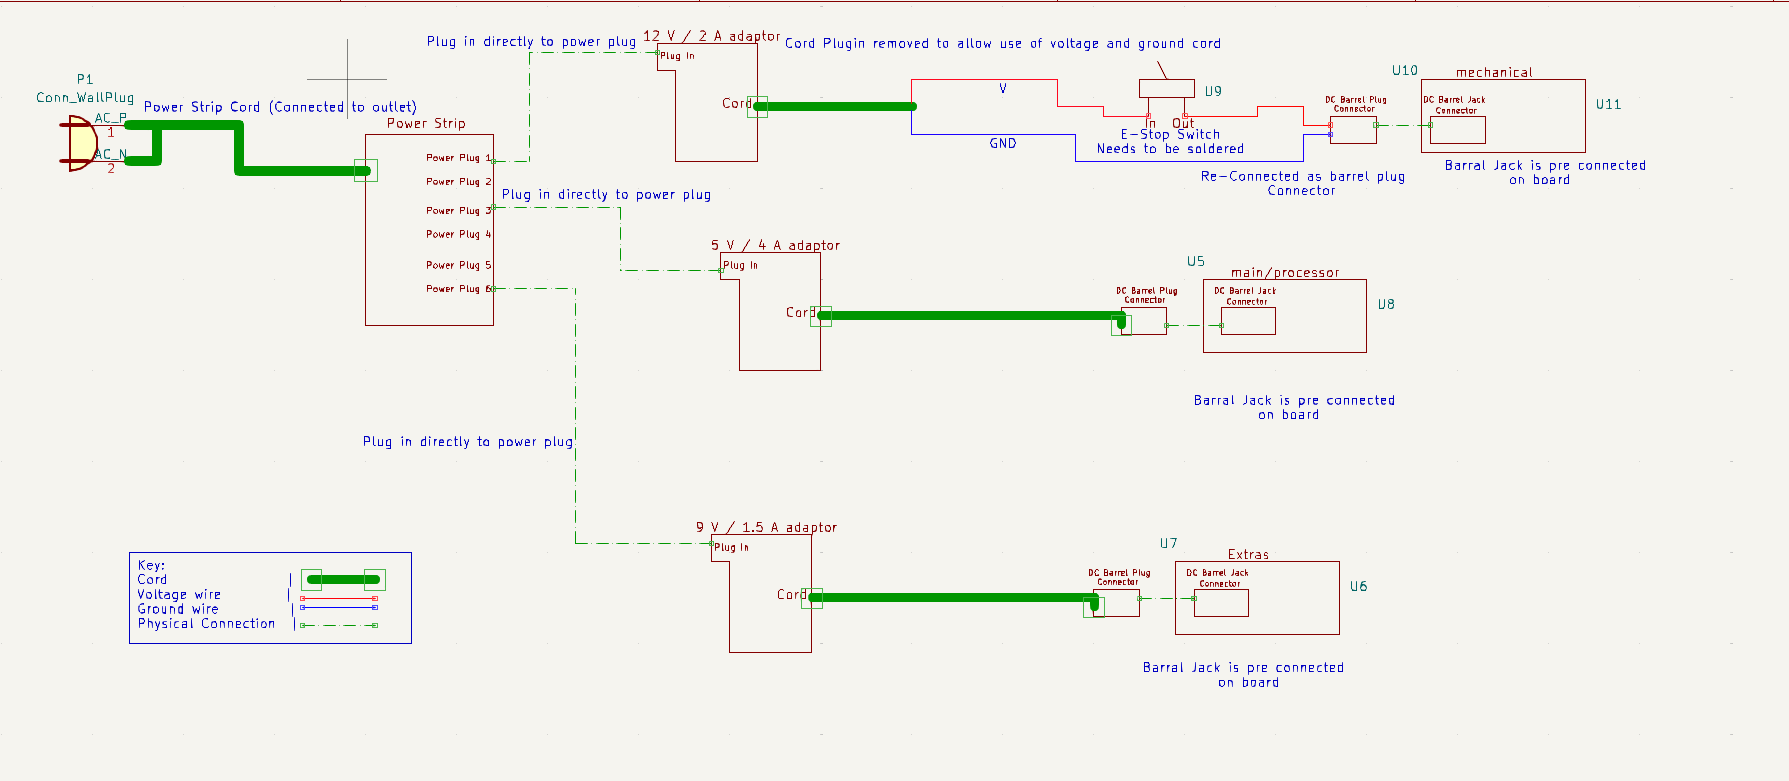 P1
Conn_WallPlug
AC_P
1
AC_N
2
Power Strip Cord (Connected to outlet)
Power Strip
Power Plug 1
Power Plug 2
Power Plug 3
Power Plug 4
Power Plug 5
Power Plug 6
Plug in directly to power plug
12 V / 2 A adaptor
Plug In
Cord
Cord Plugin removed to allow use of voltage and ground cord
V
GND
U9
In Out
E-Stop Switch
Needs to be soldered
U10
DC Barrel Plug
Connector
Re-Connected as barrel plug
Connector
mechanical
DC Barrel Jack
Connector
U11
Barral Jack is pre connected
on board
Plug in directly to power plug
5 V / 4 A adaptor
Plug In
Cord
U5
DC Barrel Plug
Connector
main/processor
DC Barrel Jack
Connector
U8
Barral Jack is pre connected
on board
Plug in directly to power plug
9 V / 1.5 A adaptor
Plug In
Cord
U7
DC Barrel Plug
Connector
Extras
DC Barrel Jack
Connector
U6
Barral Jack is pre connected
on board
Key:
Cord |
Voltage wire |
Ground wire |
Physical Connection |